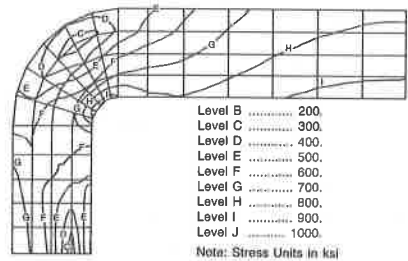 E
D
C
F
D
G
E
E
F
H
E
G
H
I
F
G
G
F
E
E
D
Level B ........... 200.
Level C ........... 300.
Level D ........... 400.
Level E ........... 500.
Level F ........... 600.
Level G ........... 700.
Level H ........... 800.
Level I ........... 900.
Level J ........... 1000.
Note: Stress Units in ksi